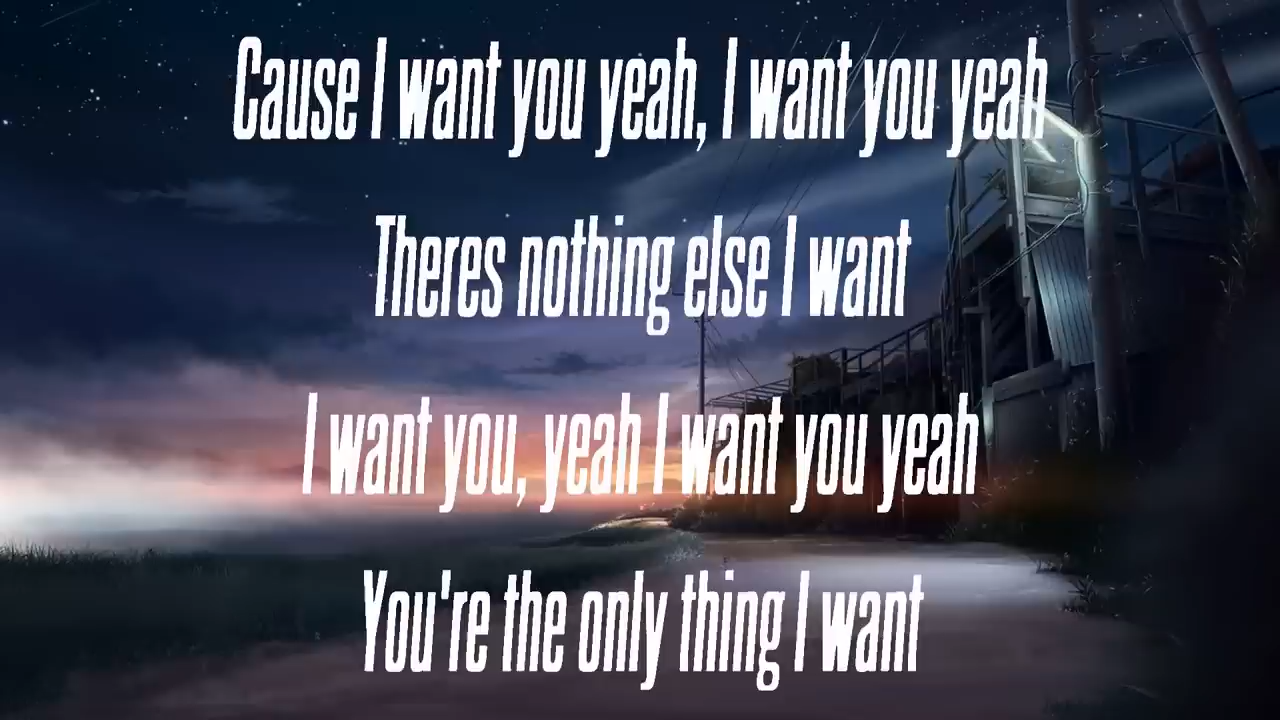 Cause I want you yeah, I want you yeah
Theres nothing else I want
I want you, yeah I want you yeah
You're the only thing I want